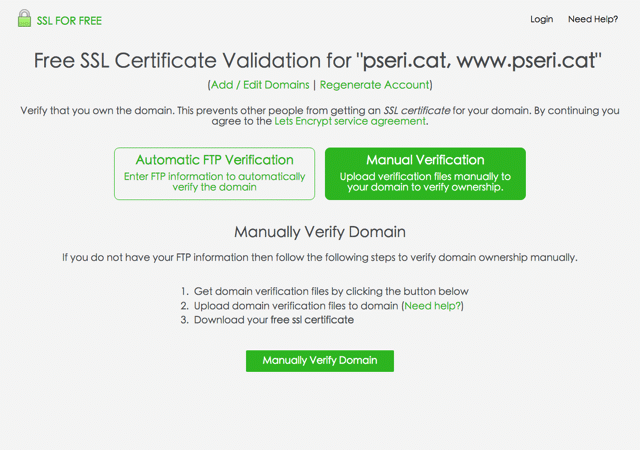 SSL FOR FREE
Login Need Help?
Free SSL Certificate Validation for "pseri.cat, www.pseri.cat"
(Add / Edit Domains | Regenerate Account)
Verify that you own the domain. This prevents other people from getting an SSL certificate for your domain. By continuing you
agree to the Lets Encrypt service agreement.
Automatic FTP Verification
Enter FTP information to automatically
verify the domain
Manual Verification
Upload verification files manually to
your domain to verify ownership.
Manually Verify Domain
If you do not have your FTP information then follow the following steps to verify domain ownership manually.
1. Get domain verification files by clicking the button below
2. Upload domain verification files to domain (Need help?)
3. Download your free ssl certificate
Manually Verify Domain